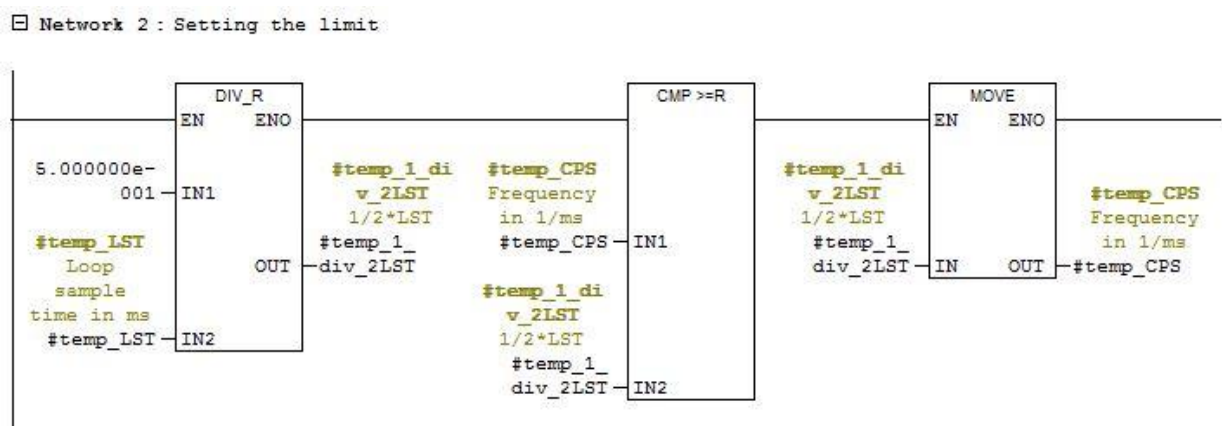 Network 2 : Setting the limit
DIV_R
EN ENO
5.000000e-
001
IN1
#temp_LST
Loop
sample
time in ms
#temp_LST
IN2
OUT
#temp_1_di
v_2LST
1/2*LST
#temp_1_
div_2LST
CMP >=R
#temp_CPS
Frequency
in 1/ms
#temp_CPS
IN1
#temp_1_di
v_2LST
1/2*LST
#temp_1_
div_2LST
IN2
MOVE
EN ENO
#temp_1_di
v_2LST
1/2*LST
#temp_1_
div_2LST
IN OUT
#temp_CPS
Frequency
in 1/ms
#temp_CPS